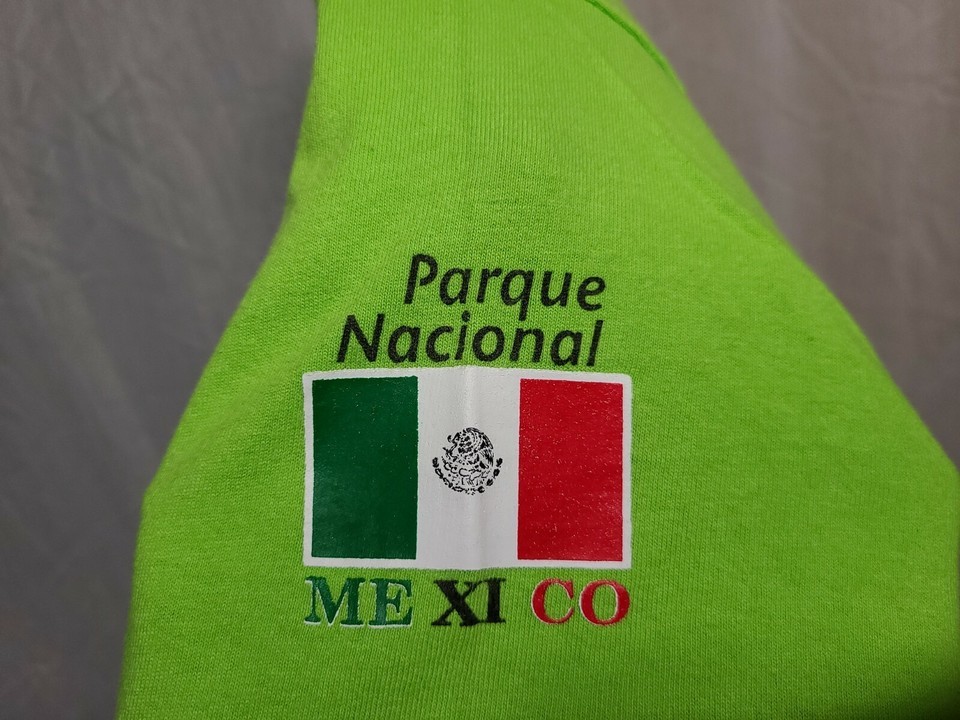 Parque
Nacional
ME XI CO